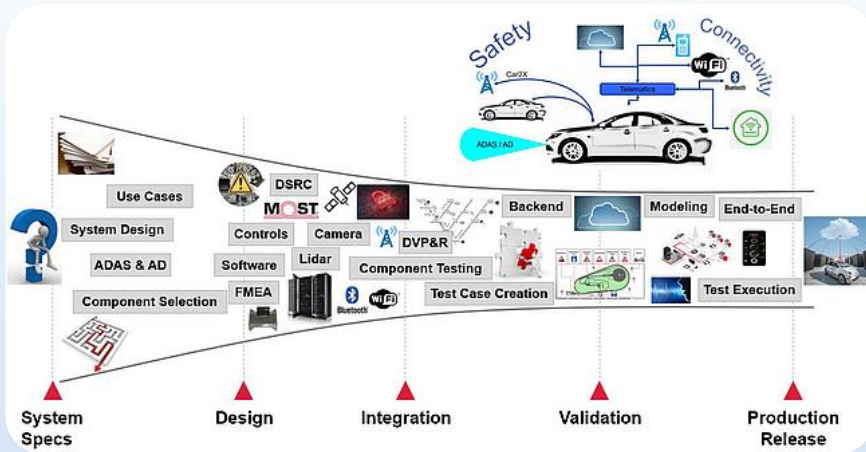 Safety
Connectivity
Car2X
WiFi
Telematics
Bluetooth
ADAS / AD
DSRC
MOST
Use Cases
Backend
Modeling
End-to-End
System Design
Controls
Camera
DVP&R
ADAS & AD
Software
Lidar
Component Testing
Component Selection
FMEA
Bluetooth
WiFi
Test Case Creation
Test Execution
System
Specs
Design
Integration
Validation
Production
Release